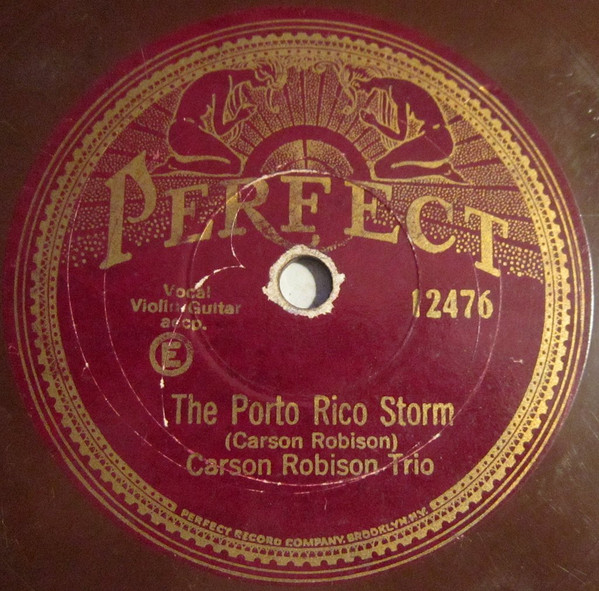 PERFECT
Vocal
Violin-Guitar
accp.
E
12476
The Porto Rico Storm
(Carson Robison)
Carson Robison Trio
PERFECT RECORD COMPANY, BROOKLYN, N.Y.